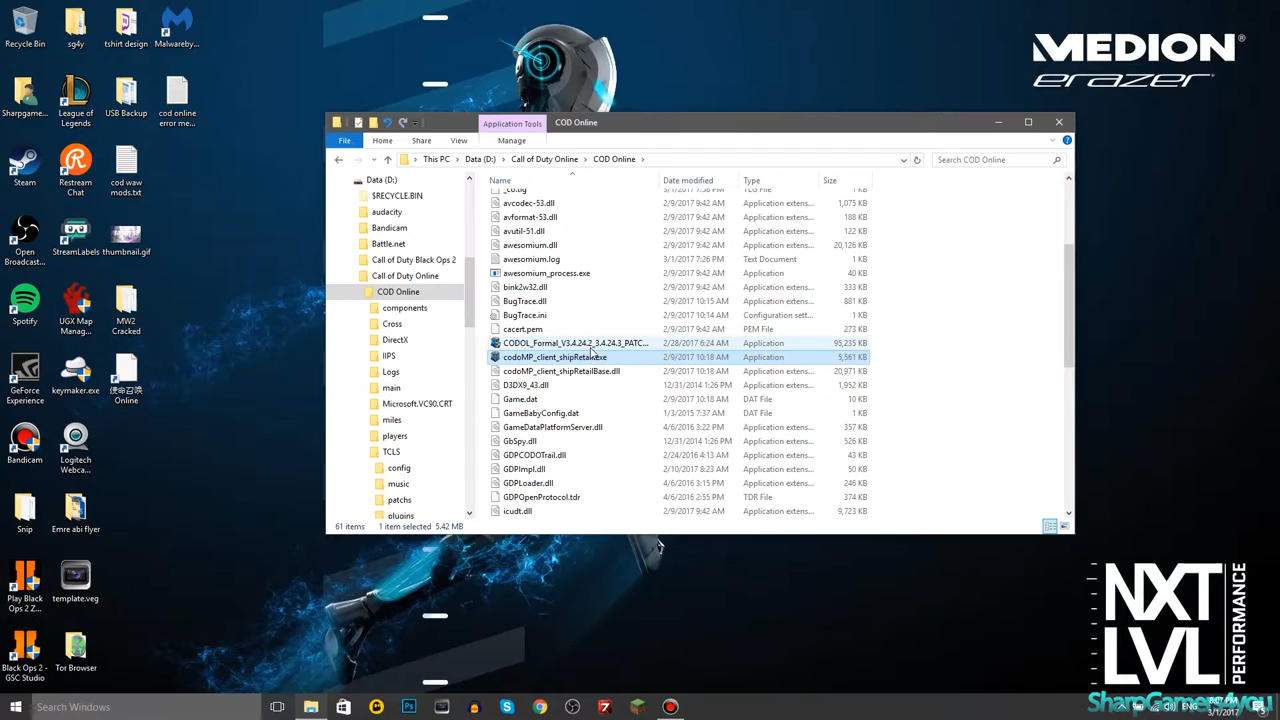 MEDION
erazer
Recycle Bin
sg4y
tshirt design
Malwareby...
Sharpgame...
League of Legends
USB Backup
cod online error me...
Steam
Restream Chat
cod waw mods.txt
Open Broadcast...
StreamLabels
thumbnail.gif
Spotify
UGX Map Manager
MW2 Cracked
GeForce Experience
keymaker.exe
使命召唤 Online
Bandicam
Logitech Webca...
Snip
Emre abi flyer
Play Black Ops 2 Z...
template.veg
Black Ops 2 - GSC Studio
Tor Browser
Application Tools
COD Online
File
Home
Share
View
Manage
This PC
Data (D:)
Call of Duty Online
COD Online
Search COD Online
Name
Date modified
Type
Size
Data (D:)
$RECYCLE.BIN
audacity
Bandicam
Battle.net
Call of Duty Black Ops 2
Call of Duty Online
COD Online
components
Cross
DirectX
IIPS
Logs
main
Microsoft.VC90.CRT
miles
players
TCLS
config
music
patchs
plugins
avcodec-53.dll 2/9/2017 9:42 AM Application extens... 1,075 KB
avformat-53.dll 2/9/2017 9:42 AM Application extens... 188 KB
avutil-51.dll 2/9/2017 9:42 AM Application extens... 122 KB
awesomium.dll 2/9/2017 9:42 AM Application extens... 20,126 KB
awesomium.log 3/1/2017 7:26 PM Text Document 1 KB
awesomium_process.exe 2/9/2017 9:42 AM Application 40 KB
bink2w32.dll 2/9/2017 9:42 AM Application extens... 333 KB
BugTrace.dll 2/9/2017 10:15 AM Application extens... 881 KB
BugTrace.ini 2/9/2017 10:14 AM Configuration sett... 1 KB
cacert.pem 2/9/2017 9:42 AM PEM File 273 KB
CODOL_Formal_V3.4.24.2_3.4.24.3_PATC... 2/28/2017 6:24 AM Application 95,235 KB
codoMP_client_shipRetail.exe 2/9/2017 10:18 AM Application 5,561 KB
codoMP_client_shipRetailBase.dll 2/9/2017 10:18 AM Application extens... 20,971 KB
D3DX9_43.dll 12/31/2014 1:26 PM Application extens... 1,952 KB
Game.dat 2/9/2017 10:18 AM DAT File 1 KB
GameBabyConfig.dat 1/3/2015 7:37 AM DAT File 1 KB
GameDataPlatformServer.dll 4/6/2016 3:22 PM Application extens... 357 KB
GbSpy.dll 12/31/2014 1:26 PM Application extens... 526 KB
GDPCODOTrail.dll 2/24/2016 4:13 AM Application extens... 43 KB
GDPImpl.dll 2/10/2017 8:23 AM Application extens... 50 KB
GDPLoader.dll 4/6/2016 3:15 PM Application extens... 246 KB
GDPOpenProtocol.tdr 4/6/2016 2:55 PM TDR File 374 KB
icudt.dll 2/9/2017 9:42 AM Application extens... 9,723 KB
61 items
1 item selected 5.42 MB
NXT
LVL
PERFORMANCE
SharpGames4you
Search Windows
ENG
8:07 PM
3/1/2017